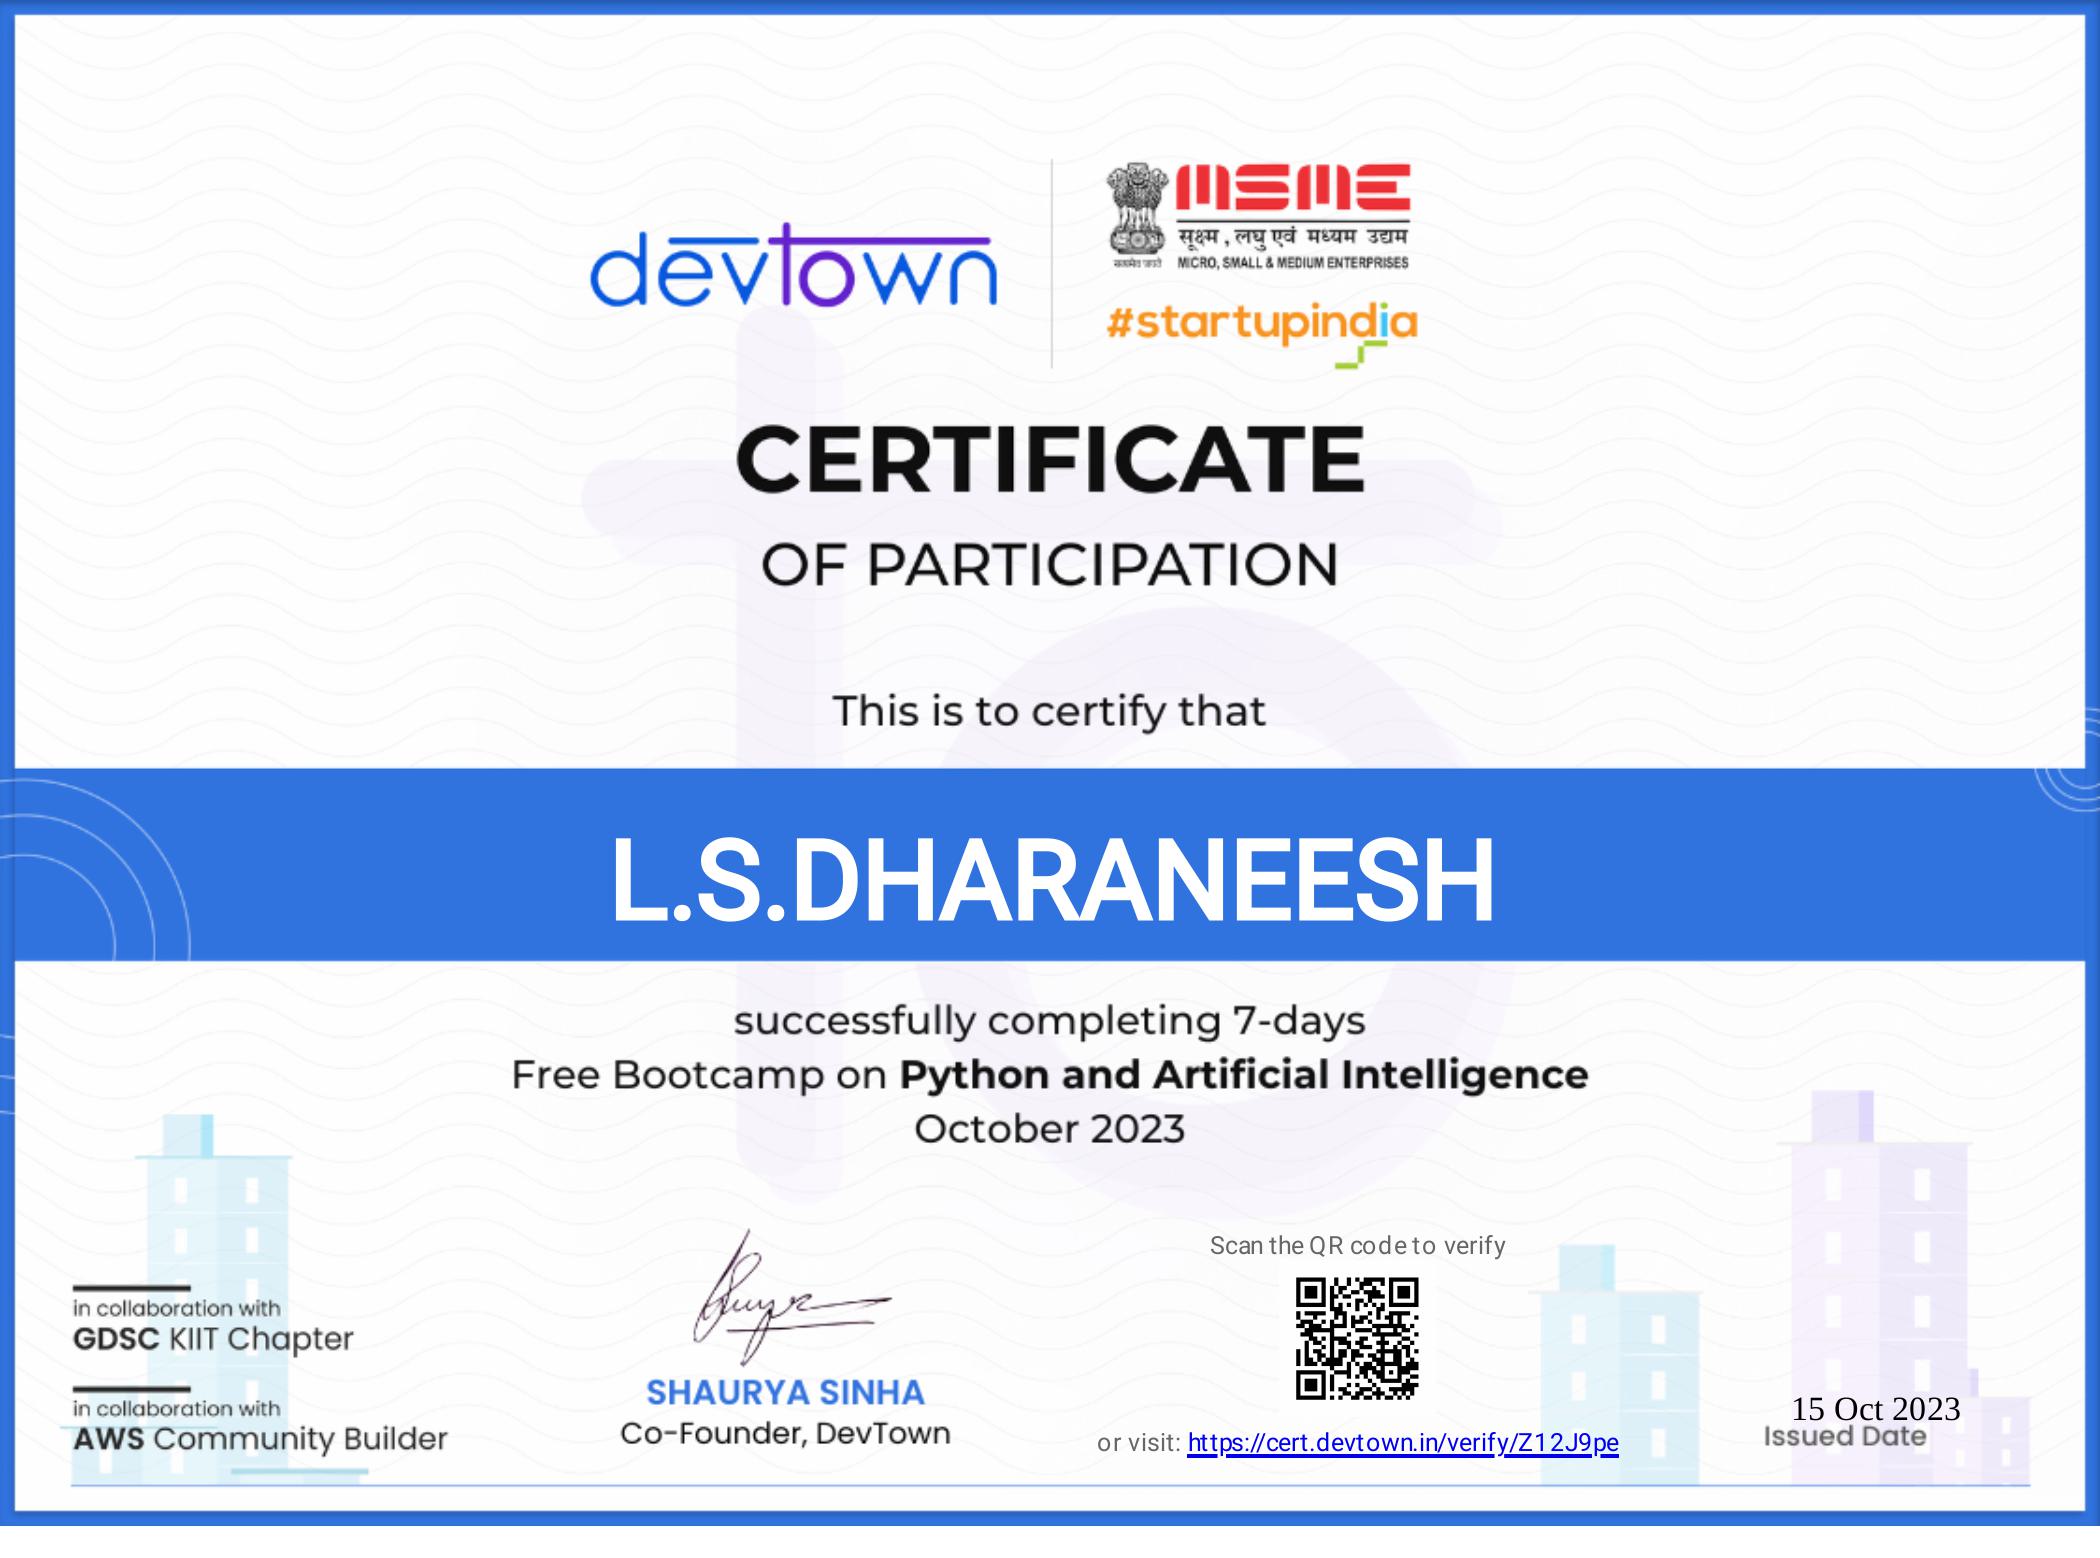 devtown
MSME
सूक्ष्म , लघु एवं मध्यम उद्यम
सत्यमेव जयते
MICRO, SMALL & MEDIUM ENTERPRISES
#startupindia
CERTIFICATE
OF PARTICIPATION
This is to certify that
L.S.DHARANEESH
successfully completing 7-days
Free Bootcamp on Python and Artificial Intelligence
October 2023
in collaboration with
GDSC KIIT Chapter
in collaboration with
AWS Community Builder
SHAURYA SINHA
Co-Founder, DevTown
Scan the QR code to verify
or visit: https://cert.devtown.in/verify/Z12J9pe
15 Oct 2023
Issued Date